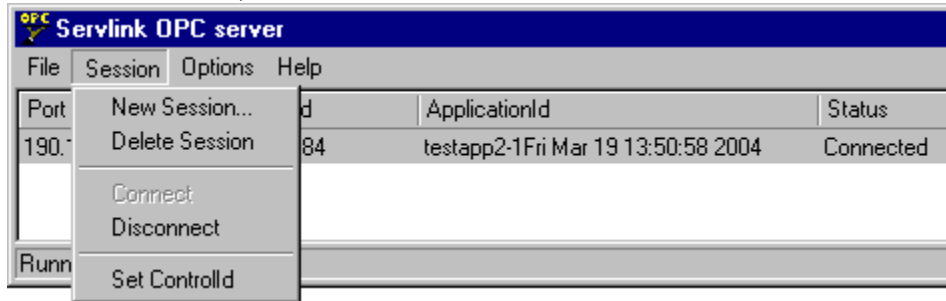 OPC Servlink OPC server
File Session Options Help
Port d ApplicationId Status
190. 84 testapp2-1Fri Mar 19 13:50:58 2004 Connected
New Session...
Delete Session
Connect
Disconnect
Set ControlId
Runn